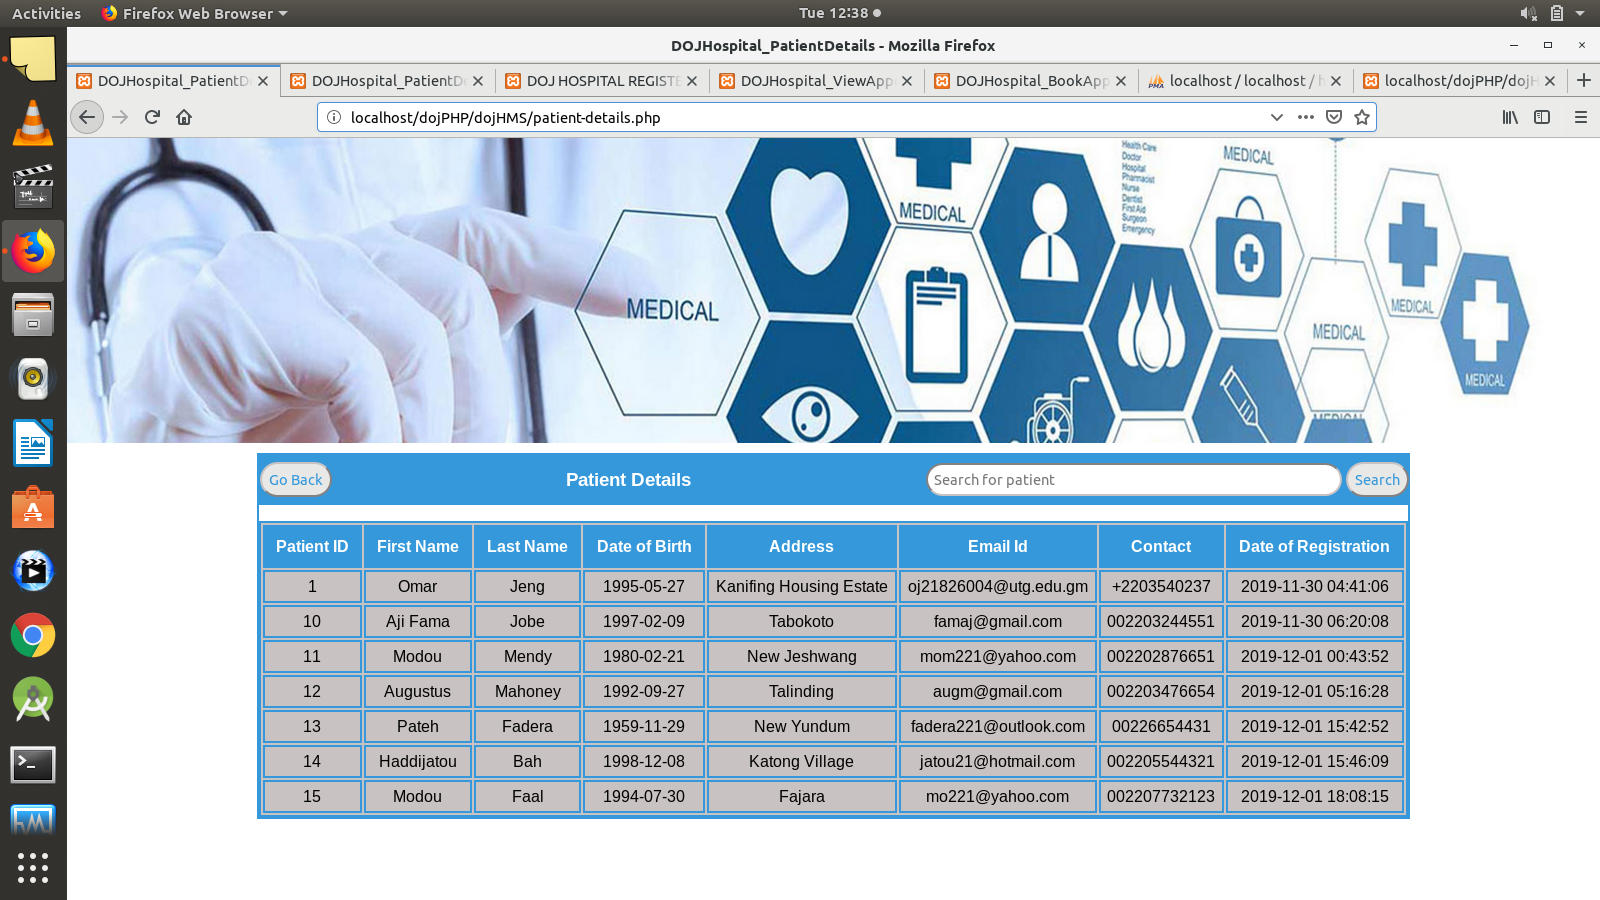 Activities Firefox Web Browser Tue 12:38
DOJHospital_PatientDetails - Mozilla Firefox
DOJHospital_PatientD DOJHospital_PatientD DOJ HOSPITAL REGISTE DOJHospital_ViewApp DOJHospital_BookApp localhost / localhost / h localhost/dojPHP/dojH
localhost/dojPHP/dojHMS/patient-details.php
Health Care
Doctor
Hospital
Pharmacist
Nurse
Dentist
First Aid
Surgeon
Emergency
MEDICAL
MEDICAL
MEDICAL
MEDICAL
MEDICAL
MEDICAL
MEDICAL
Go Back Patient Details Search for patient Search
Patient ID First Name Last Name Date of Birth Address Email Id Contact Date of Registration
1 Omar Jeng 1995-05-27 Kanifing Housing Estate oj21826004@utg.edu.gm +2203540237 2019-11-30 04:41:06
10 Aji Fama Jobe 1997-02-09 Tabokoto famaj@gmail.com 002203244551 2019-11-30 06:20:08
11 Modou Mendy 1980-02-21 New Jeshwang mom221@yahoo.com 002202876651 2019-12-01 00:43:52
12 Augustus Mahoney 1992-09-27 Talinding augm@gmail.com 002203476654 2019-12-01 05:16:28
13 Pateh Fadera 1959-11-29 New Yundum fadera221@outlook.com 00226654431 2019-12-01 15:42:52
14 Haddijatou Bah 1998-12-08 Katong Village jatou21@hotmail.com 002205544321 2019-12-01 15:46:09
15 Modou Faal 1994-07-30 Fajara mo221@yahoo.com 002207732123 2019-12-01 18:08:15